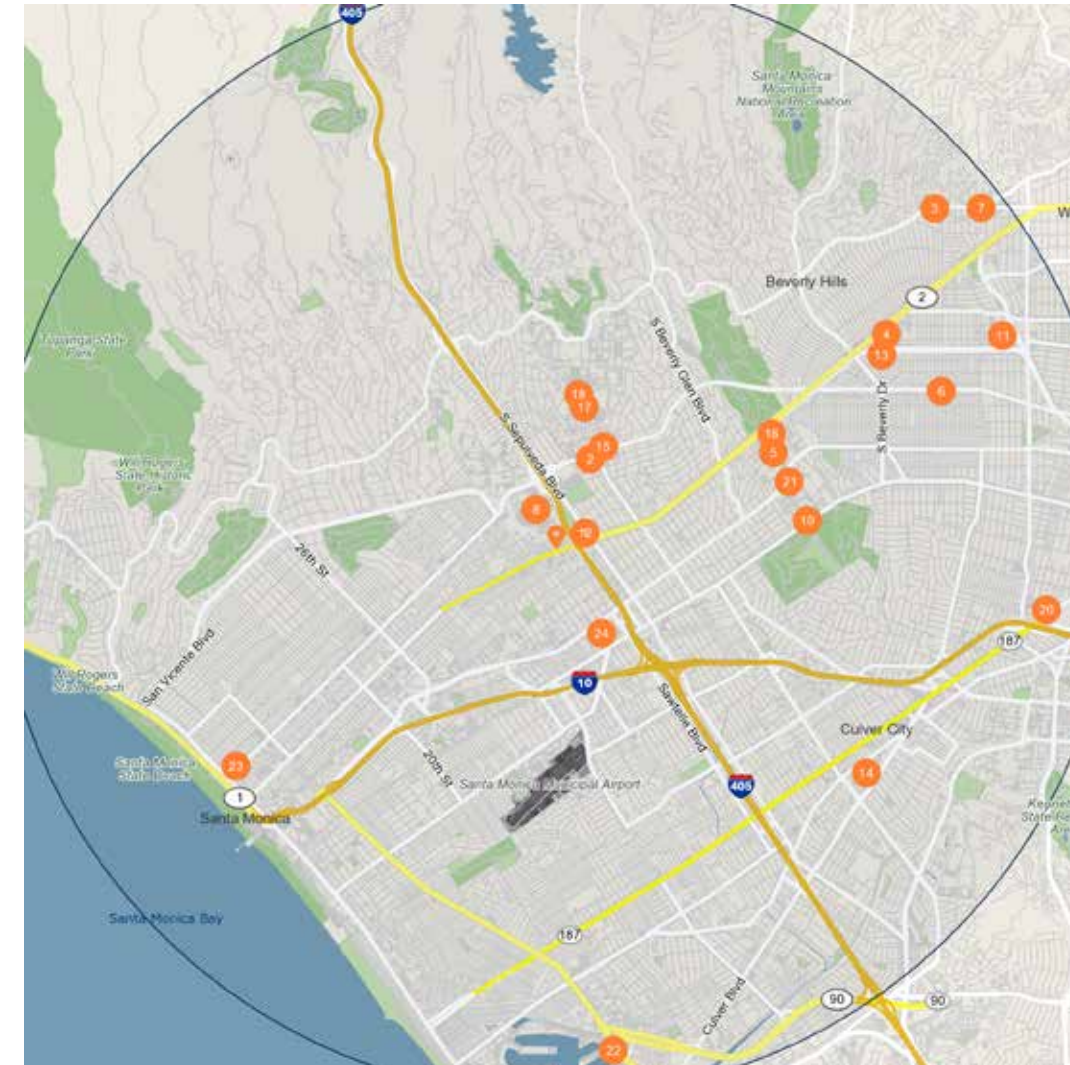 405
Santa Monica
Mountains
National Recreation
Area
3
7
W
Beverly Hills
2
4
11
13
Topanga State
Park
S Beverly Glen Blvd
6
S Beverly Dr
18
17
S Sepulveda Blvd
16
15
2
5
Will Rogers
State Historic
Park
21
8
10
26th St
20
24
187
San Vicente Blvd
Will Rogers
State Beach
10
Sawtelle Blvd
Culver City
23
Santa Monica
State Beach
20th St
Santa Monica Municipal Airport
14
405
1
Santa Monica
State
Santa Monica Bay
187
Culver Blvd
90
90
22